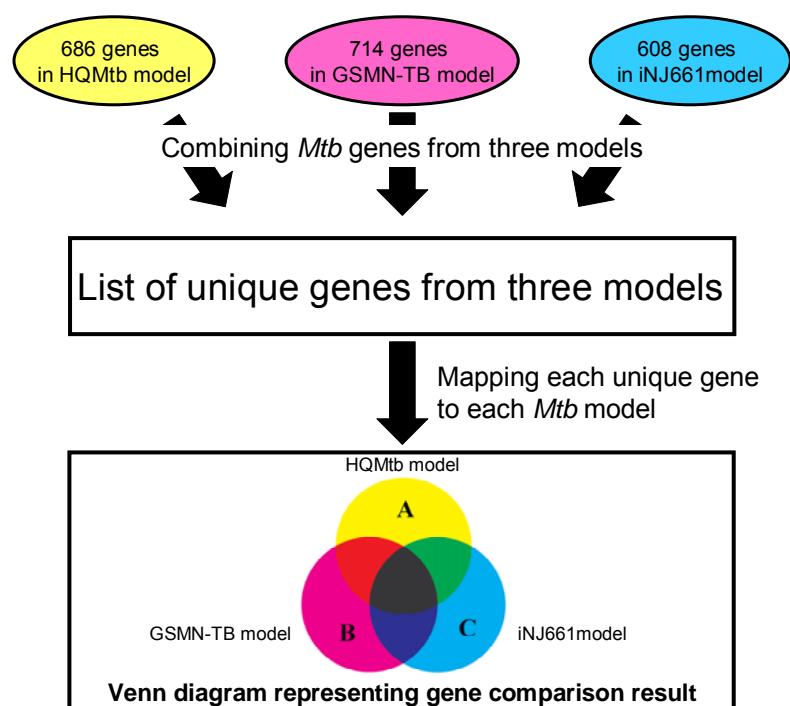 686 genes
in HQMtb model
714 genes
in GSMN-TB model
608 genes
in iNJ661model
Combining Mtb genes from three models
List of unique genes from three models
Mapping each unique gene
to each Mtb model
HQMtb model
A
GSMN-TB model
B
C
iNJ661model
Venn diagram representing gene comparison result